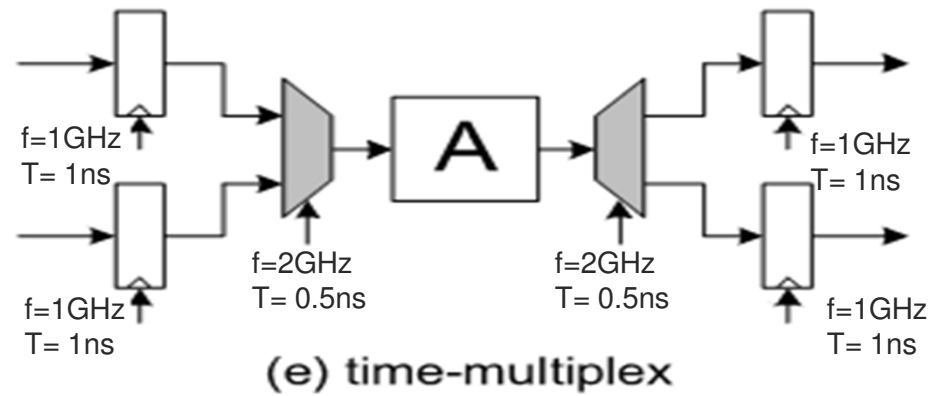 A
f=1GHz
T= 1ns
f=1GHz
T= 1ns
f=2GHz
T= 0.5ns
f=2GHz
T= 0.5ns
f=1GHz
T= 1ns
f=1GHz
T= 1ns
(e) time-multiplex